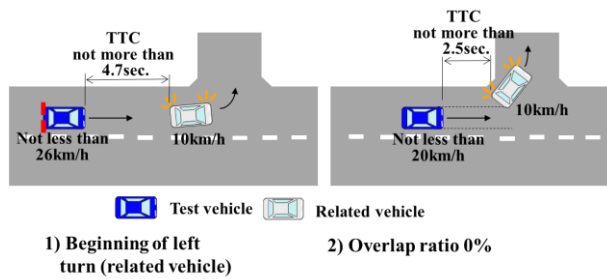 TTC
not more than
4.7sec.
Not less than
26km/h
10km/h
TTC
not more than
2.5sec.
10km/h
Not less than
20km/h
Test vehicle
Related vehicle
1) Beginning of left
turn (related vehicle)
2) Overlap ratio 0%